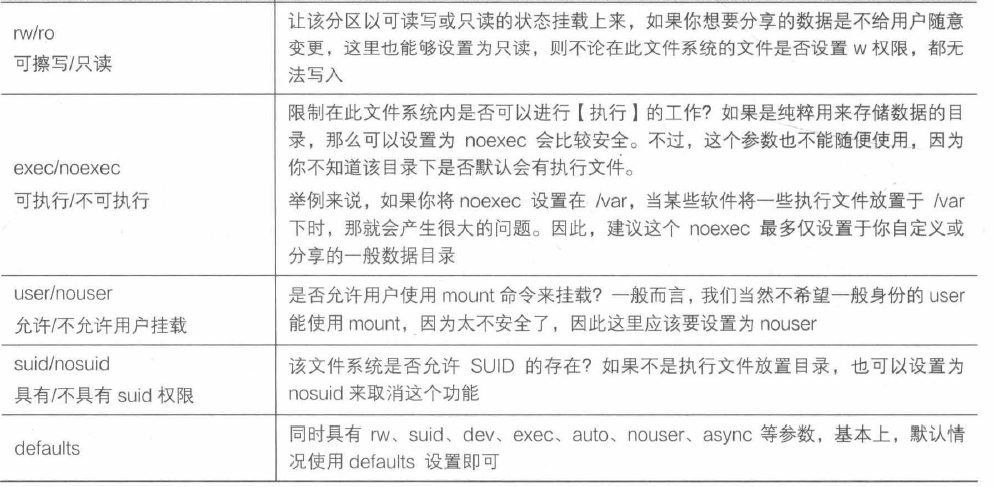 rw/ro
可擦写/只读
让该分区以可读写或只读的状态挂载上来，如果你想要分享的数据是不给用户随意
变更，这里也能够设置为只读，则不论在此文件系统的文件是否设置 w 权限，都无
法写入
exec/noexec
可执行/不可执行
限制在此文件系统内是否可以进行【执行】的工作？如果是纯粹用来存储数据的目
录，那么可以设置为 noexec 会比较安全。不过，这个参数也不能随便使用，因为
你不知道该目录下是否默认会有执行文件。
举例来说，如果你将 noexec 设置在 /var，当某些软件将一些执行文件放置于 /var
下时，那就会产生很大的问题。因此，建议这个 noexec 最多仅设置于你自定义或
分享的一般数据目录
user/nouser
允许/不允许用户挂载
是否允许用户使用 mount 命令来挂载？一般而言，我们当然不希望一般身份的 user
能使用 mount，因为太不安全了，因此这里应该要设置为 nouser
suid/nosuid
具有/不具有 suid 权限
该文件系统是否允许 SUID 的存在？如果不是执行文件放置目录，也可以设置为
nosuid 来取消这个功能
defaults
同时具有 rw、suid、dev、exec、auto、nouser、async 等参数，基本上，默认情
况使用 defaults 设置即可